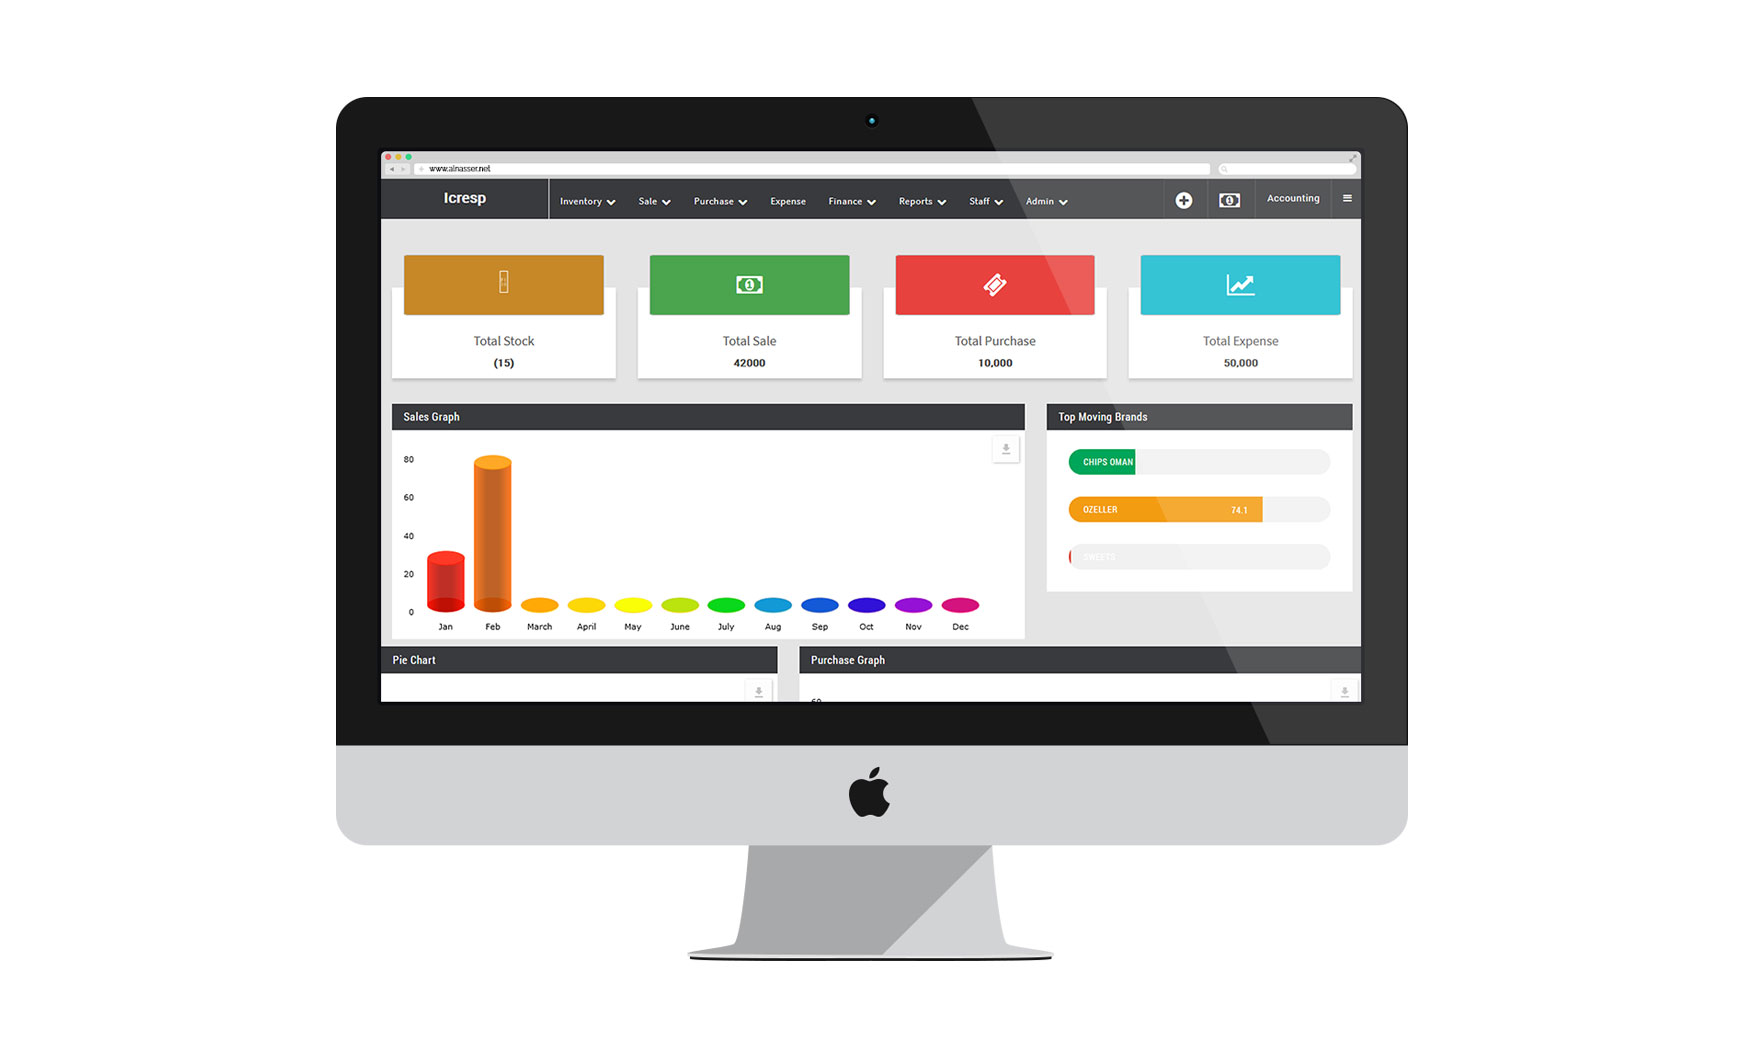 www.alnasser.net
Icresp
Inventory Sale Purchase Expense Finance Reports Staff Admin Accounting
Total Stock
(15)
Total Sale
42000
Total Purchase
10,000
Total Expense
50,000
Sales Graph
80
60
40
20
0
Jan Feb March April May June July Aug Sep Oct Nov Dec
Top Moving Brands
CHIPS OMAN
OZELLER 74.1
SWEETS
Pie Chart
Purchase Graph
60